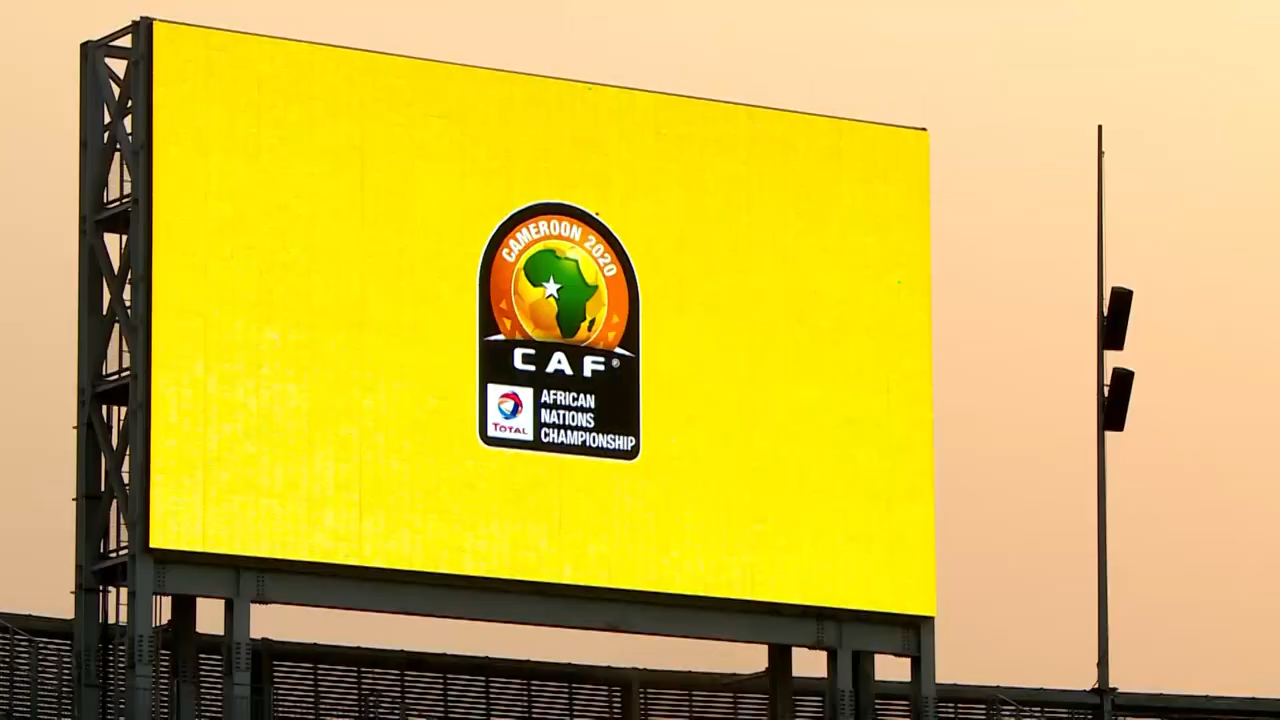 CAMEROON 2020
CAF®
TOTAL
AFRICAN
NATIONS
CHAMPIONSHIP